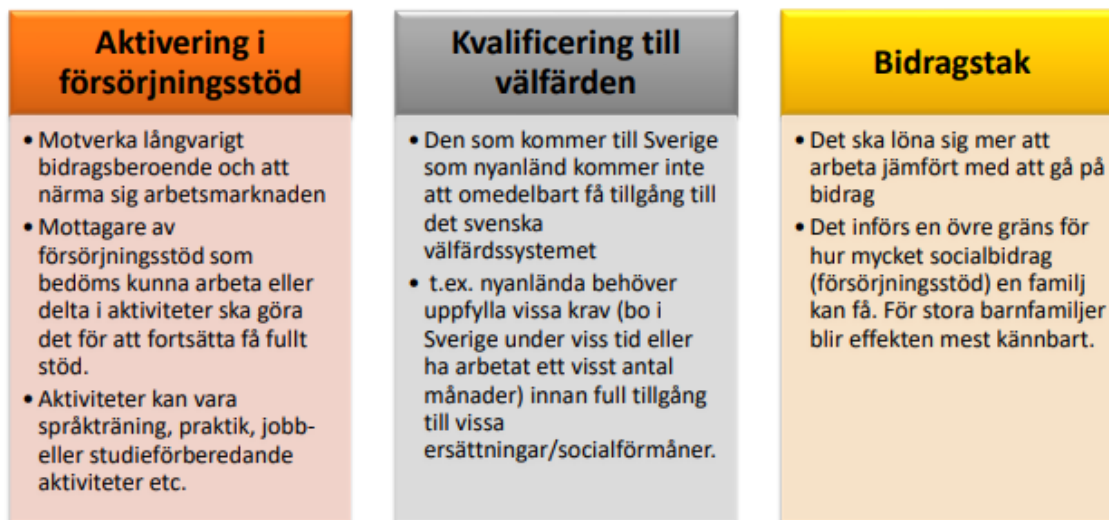 Aktivering i
försörjningsstöd
• Motverka långvarigt
bidragsberoende och att
närma sig arbetsmarknaden
• Mottagare av
försörjningsstöd som
bedöms kunna arbeta eller
delta i aktiviteter ska göra
det för att fortsätta få fullt
stöd.
• Aktiviteter kan vara
språkträning, praktik, jobb-
eller studieförberedande
aktiviteter etc.
Kvalificering till
välfärden
• Den som kommer till Sverige
som nyanländ kommer inte
att omedelbart få tillgång till
det svenska
välfärdssystemet
• t.ex. nyanlända behöver
uppfylla vissa krav (bo i
Sverige under viss tid eller
ha arbetat ett visst antal
månader) innan full tillgång
till vissa
ersättningar/socialförmåner.
Bidragstak
• Det ska löna sig mer att
arbeta jämfört med att gå på
bidrag
• Det införs en övre gräns för
hur mycket socialbidrag
(försörjningsstöd) en familj
kan få. För stora barnfamiljer
blir effekten mest kännbart.